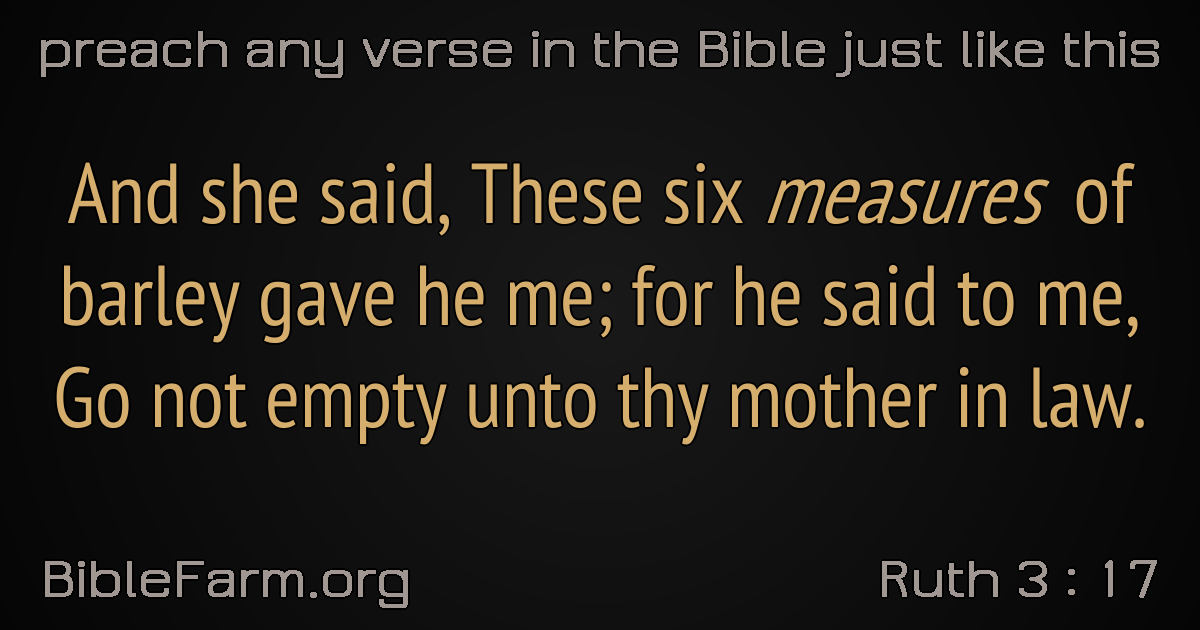 preach any verse in the Bible just like this
And she said, These six measures of
barley gave he me; for he said to me,
Go not empty unto thy mother in law.
BibleFarm.org
Ruth 3 : 17